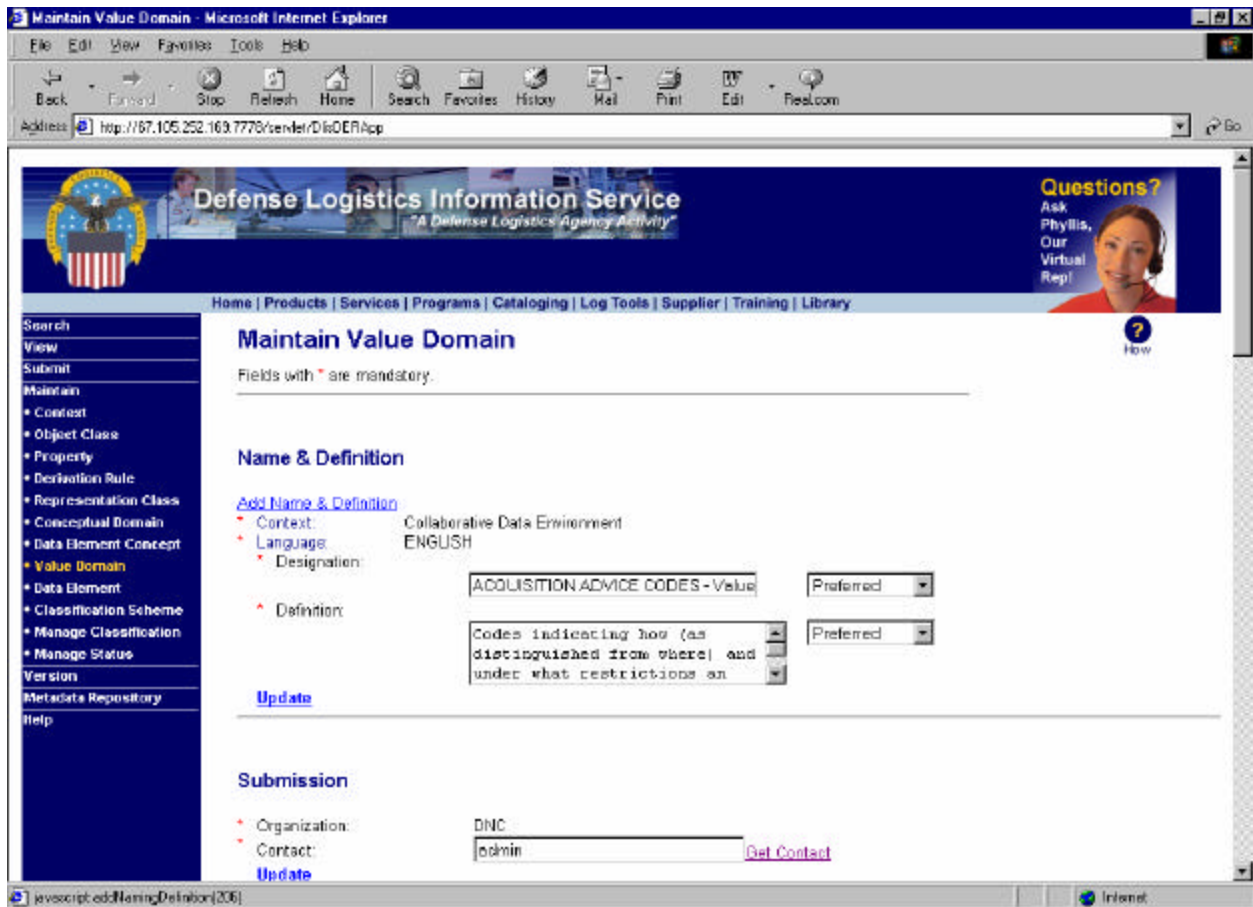 Maintain Value Domain - Microsoft Internet Explorer
File Edit View Favorites Tools Help
Back Forward Stop Refresh Home Search Favorites History Mail Print Edit Real.com
Address http://67.105.252.169:7778/servlet/DlisOERApp Go
Defense Logistics Information Service
"A Defense Logistics Agency Activity"
Questions?
Ask
Phyllis,
Our
Virtual
Rep!
Home | Products | Services | Programs | Cataloging | Log Tools | Supplier | Training | Library
Search
View
Submit
Maintain
• Context
• Object Class
• Property
• Derivation Rule
• Representation Class
• Conceptual Domain
• Data Element Concept
• Value Domain
• Data Element
• Classification Scheme
• Manage Classification
• Manage Status
Version
Metadata Repository
Help
Maintain Value Domain
?
How
Fields with * are mandatory.
Name & Definition
Add Name & Definition
* Context: Collaborative Data Environment
* Language: ENGLISH
* Designation:
ACQUISITION ADVICE CODES - Value Preferred
* Definition:
Codes indicating how (as Preferred
distinguished from where) and
under what restrictions an
Update
Submission
* Organization: DNC
* Contact: admin Get Contact
Update
javascript:addNamingDefinition(206) Internet